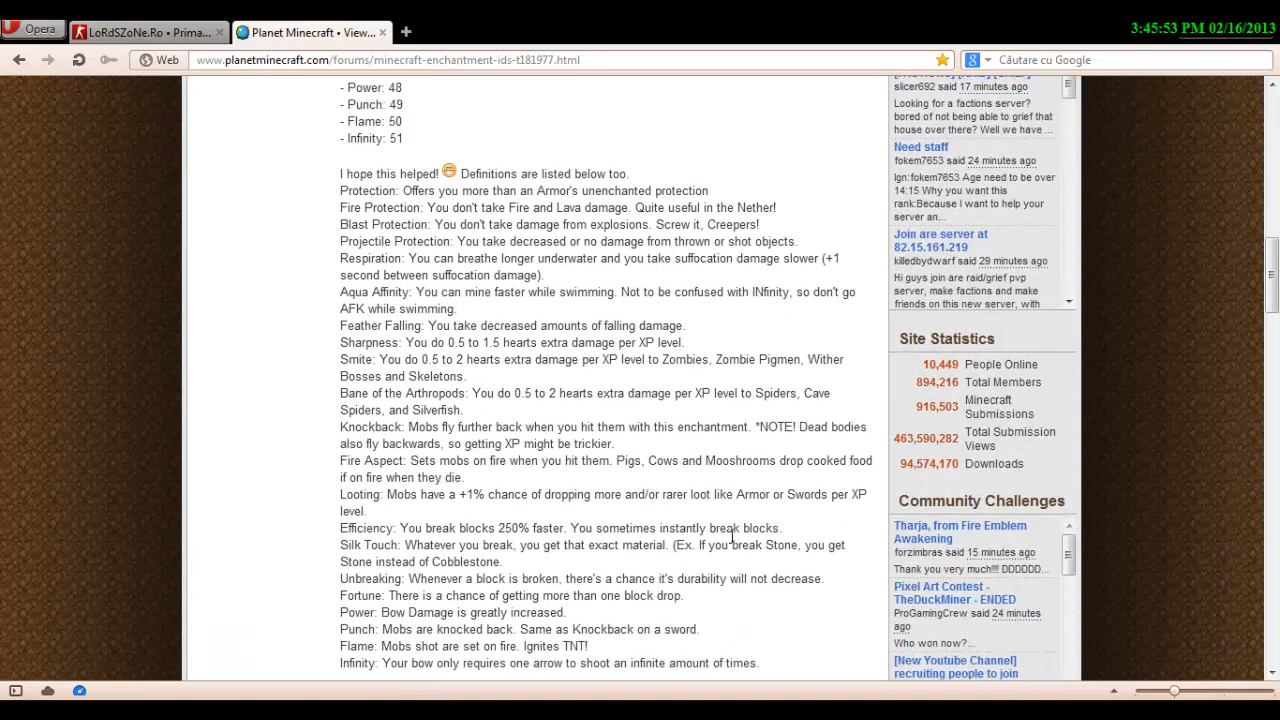 Opera
LoRdSZoNe.Ro • Prima...
Planet Minecraft • View...
3:45:53 PM 02/16/2013
Web
www.planetminecraft.com/forums/minecraft-enchantment-ids-t181977.html
Căutare cu Google
- Power: 48
- Punch: 49
- Flame: 50
- Infinity: 51
I hope this helped! Definitions are listed below too.
Protection: Offers you more than an Armor's unenchanted protection
Fire Protection: You don't take Fire and Lava damage. Quite useful in the Nether!
Blast Protection: You don't take damage from explosions. Screw it, Creepers!
Projectile Protection: You take decreased or no damage from thrown or shot objects.
Respiration: You can breathe longer underwater and you take suffocation damage slower (+1
second between suffocation damage).
Aqua Affinity: You can mine faster while swimming. Not to be confused with INfinity, so don't go
AFK while swimming.
Feather Falling: You take decreased amounts of falling damage.
Sharpness: You do 0.5 to 1.5 hearts extra damage per XP level.
Smite: You do 0.5 to 2 hearts extra damage per XP level to Zombies, Zombie Pigmen, Wither
Bosses and Skeletons.
Bane of the Arthropods: You do 0.5 to 2 hearts extra damage per XP level to Spiders, Cave
Spiders, and Silverfish.
Knockback: Mobs fly further back when you hit them with this enchantment. *NOTE! Dead bodies
also fly backwards, so getting XP might be trickier.
Fire Aspect: Sets mobs on fire when you hit them. Pigs, Cows and Mooshrooms drop cooked food
if on fire when they die.
Looting: Mobs have a +1% chance of dropping more and/or rarer loot like Armor or Swords per XP
level.
Efficiency: You break blocks 250% faster. You sometimes instantly break blocks.
Silk Touch: Whatever you break, you get that exact material. (Ex. If you break Stone, you get
Stone instead of Cobblestone.
Unbreaking: Whenever a block is broken, there's a chance it's durability will not decrease.
Fortune: There is a chance of getting more than one block drop.
Power: Bow Damage is greatly increased.
Punch: Mobs are knocked back. Same as Knockback on a sword.
Flame: Mobs shot are set on fire. Ignites TNT!
Infinity: Your bow only requires one arrow to shoot an infinite amount of times.
slicer692 said 17 minutes ago
Looking for a factions server?
bored of not being able to grief that
house over there? Well we have ...
Need staff
fokem7653 said 24 minutes ago
Ign:fokem7653 Age need to be over
14:15 Why you want this
rank:Because I want to help your
server an...
Join are server at
82.15.161.219
killedbydwarf said 29 minutes ago
Hi guys join are raid/grief pvp
server, make factions and make
friends on this new server, with
Site Statistics
10,449 People Online
894,216 Total Members
916,503 Minecraft
Submissions
463,590,282 Total Submission
Views
94,574,170 Downloads
Community Challenges
Tharja, from Fire Emblem
Awakening
forzimbras said 15 minutes ago
Thank you very much!!! DDDDDD...
Pixel Art Contest -
TheDuckMiner - ENDED
ProGamingCrew said 24 minutes
ago
Who won now?...
[New Youtube Channel]
recruiting people to join